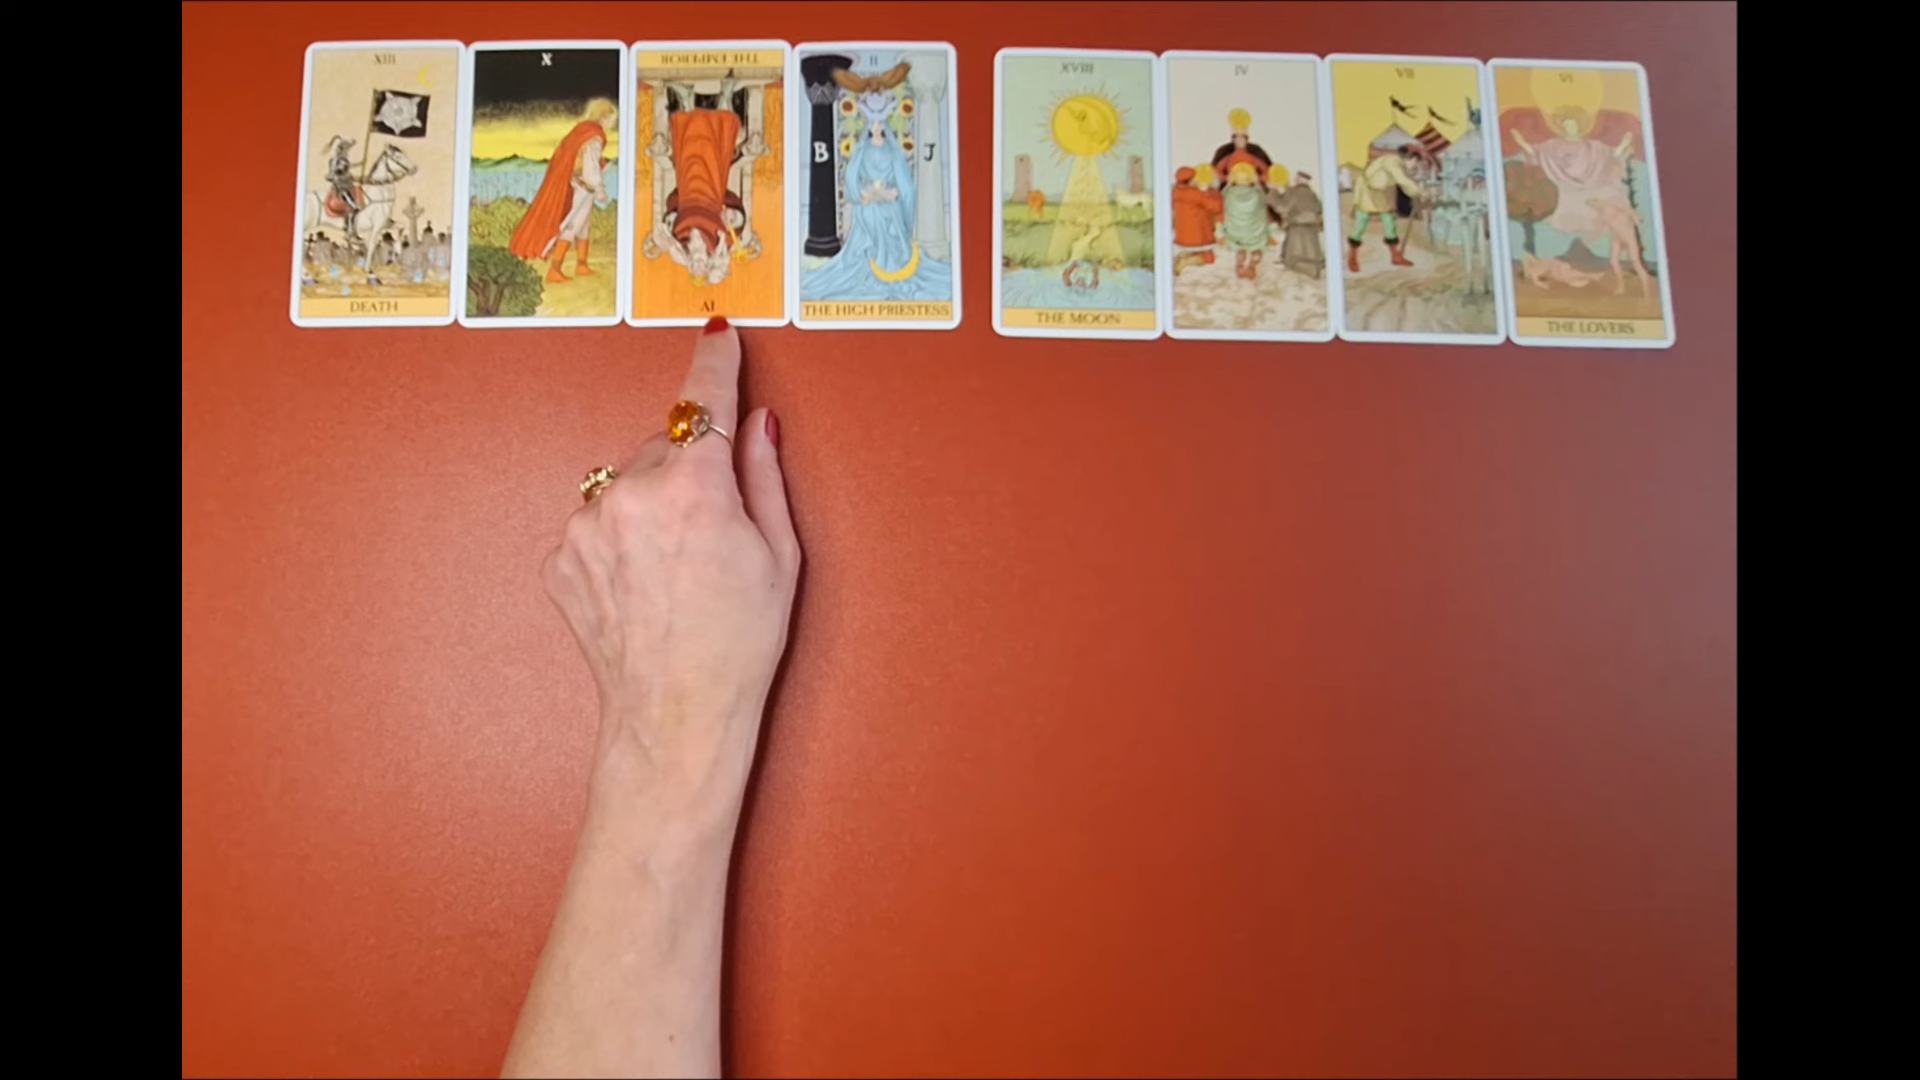 XIII
DEATH
X
THE EMPEROR
IV
II
B J
THE HIGH PRIESTESS
XVIII
THE MOON
IV
VII
VI
THE LOVERS